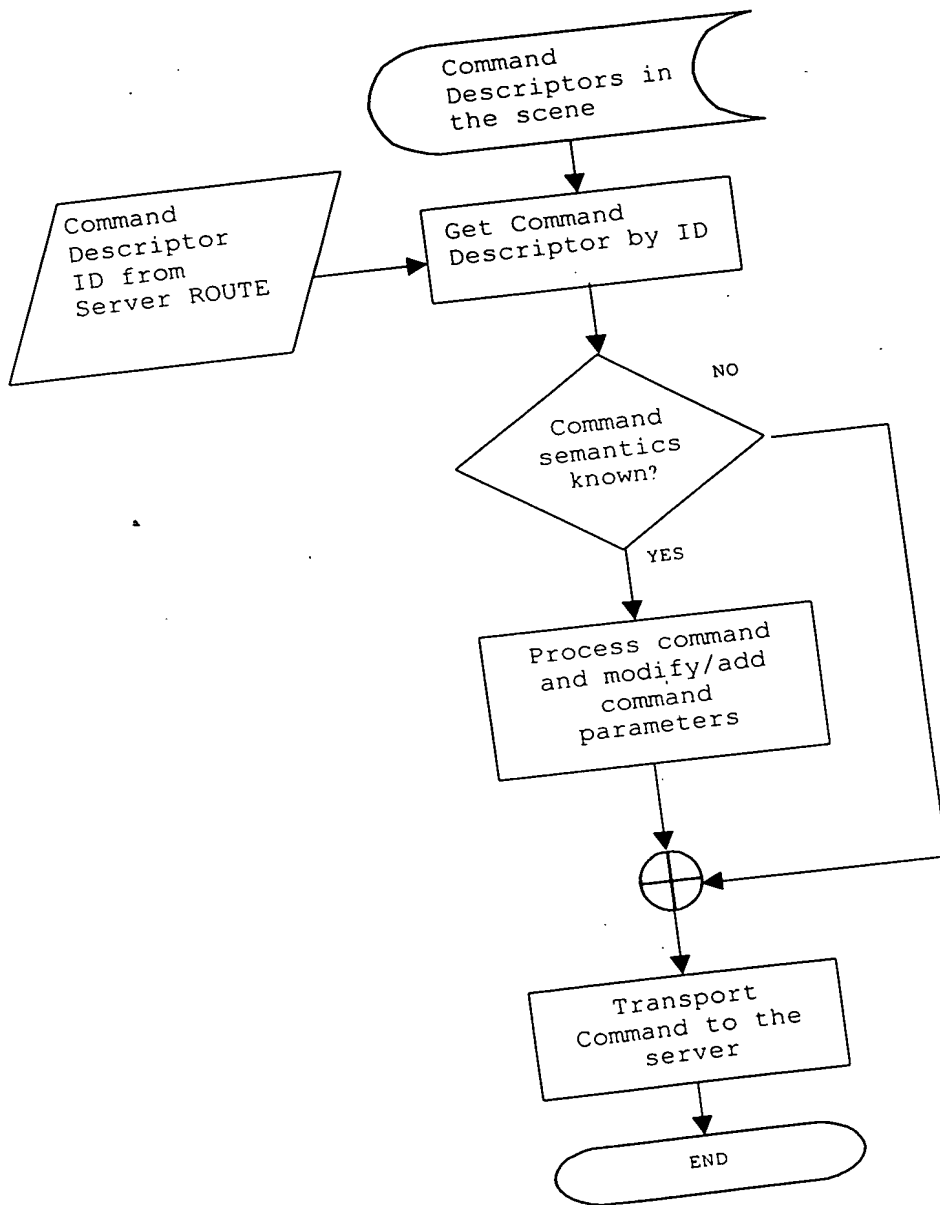 Command
Descriptors in
the scene
Command
Descriptor
ID from
Server ROUTE
Get Command
Descriptor by ID
NO
Command
semantics
known?
YES
Process command
and modify/add
command
parameters
Transport
Command to the
server
END